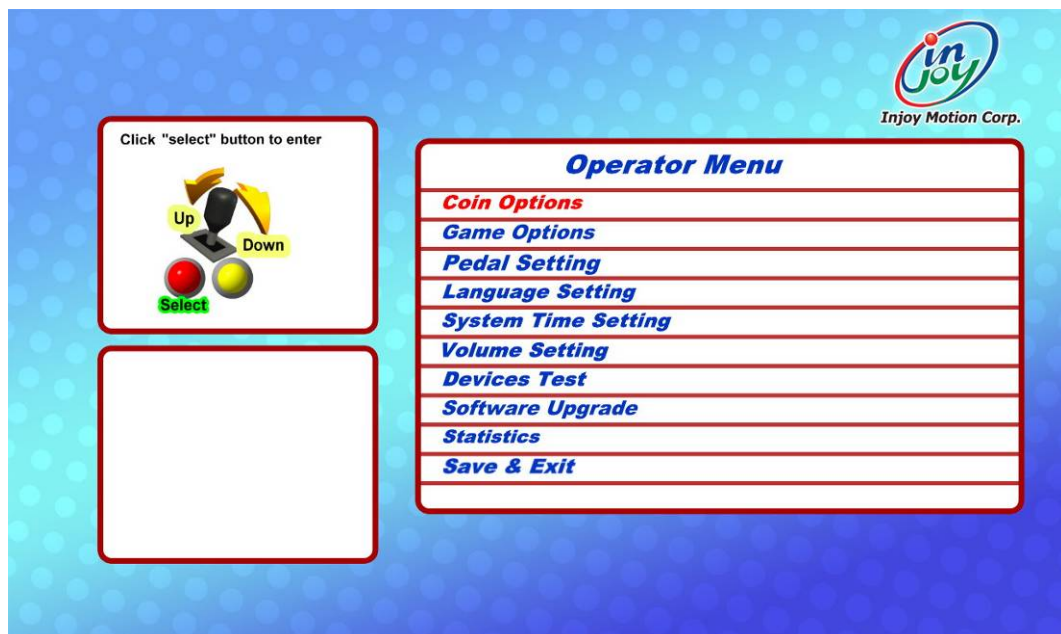 in
joy
Injoy Motion Corp.
Click "select" button to enter
Up
Down
Select
Operator Menu
Coin Options
Game Options
Pedal Setting
Language Setting
System Time Setting
Volume Setting
Devices Test
Software Upgrade
Statistics
Save & Exit